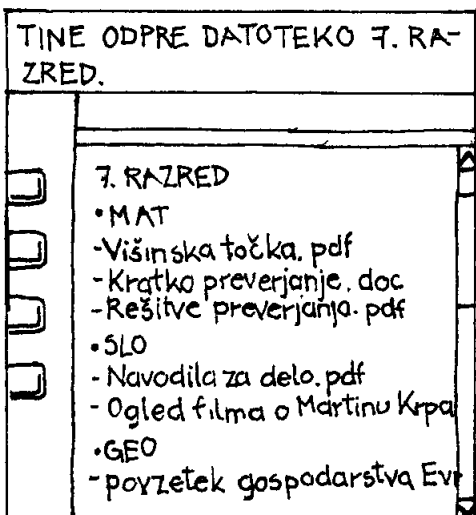 TINE ODPRE DATOTEKO 7. RA-
ZRED.
7. RAZRED
• MAT
- Višinska točka. pdf
- Kratko preverjanje. doc
- Rešitve preverjanja. pdf
• SLO
- Navodila za delo. pdf
- Ogled filma o Martinu Krpa
• GEO
- povzetek gospodarstva Evr